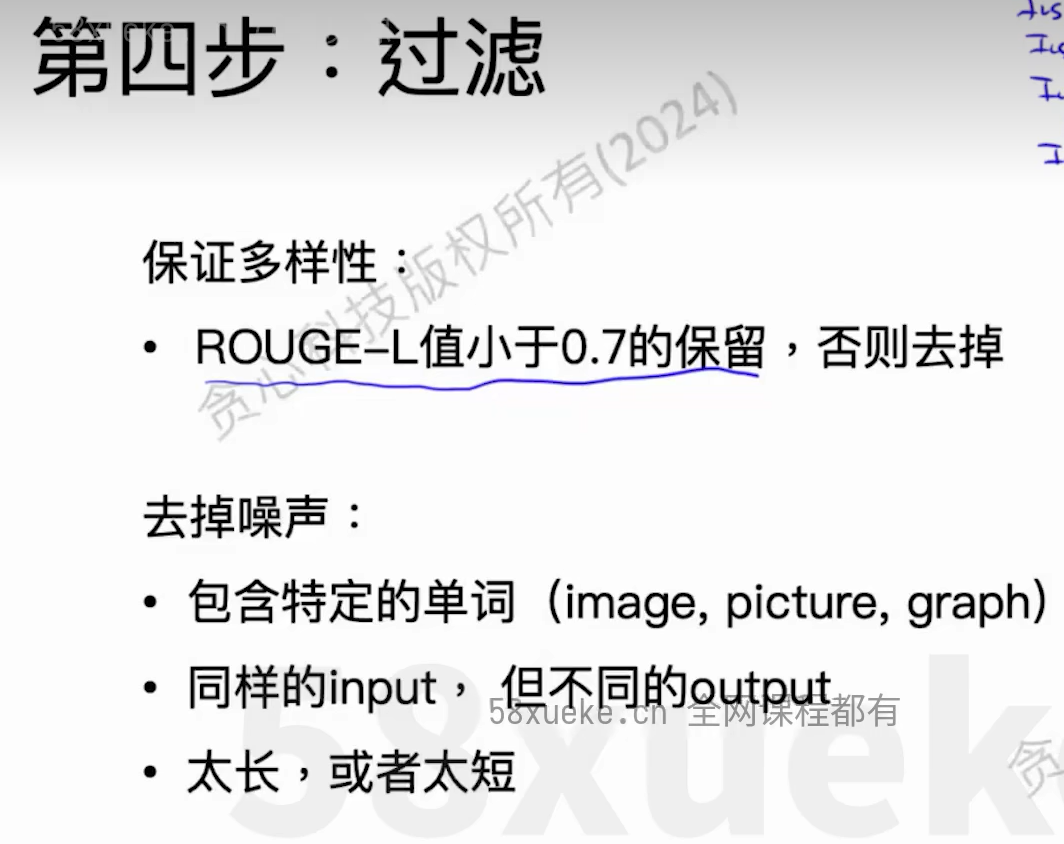 第四步：过滤
贪心科技版权所有(2024)
保证多样性：
• ROUGE-L值小于0.7的保留，否则去掉
去掉噪声：
• 包含特定的单词（image, picture, graph）
• 同样的input， 但不同的output
58xueke.cn 全网课程都有
• 太长，或者太短
58xuek
贪